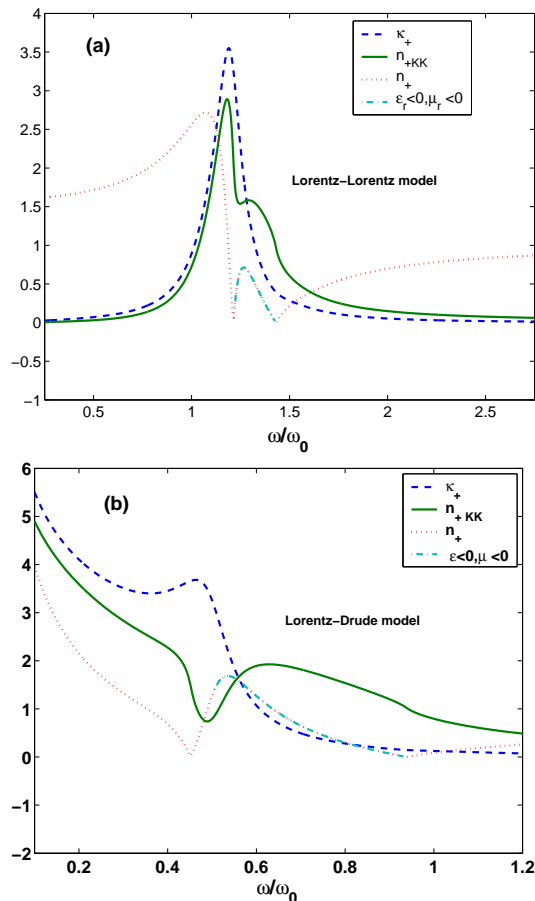 (a)
κ+
n+KK
n+
εr<0,μr<0
Lorentz−Lorentz model
4
3.5
3
2.5
2
1.5
1
0.5
0
−0.5
−1
0.5
1
1.5
2
2.5
ω/ω0
(b)
κ+
n+ KK
n+
ε<0,μ <0
Lorentz−Drude model
6
5
4
3
2
1
0
−1
−2
0.2
0.4
0.6
0.8
1
1.2
ω/ω0